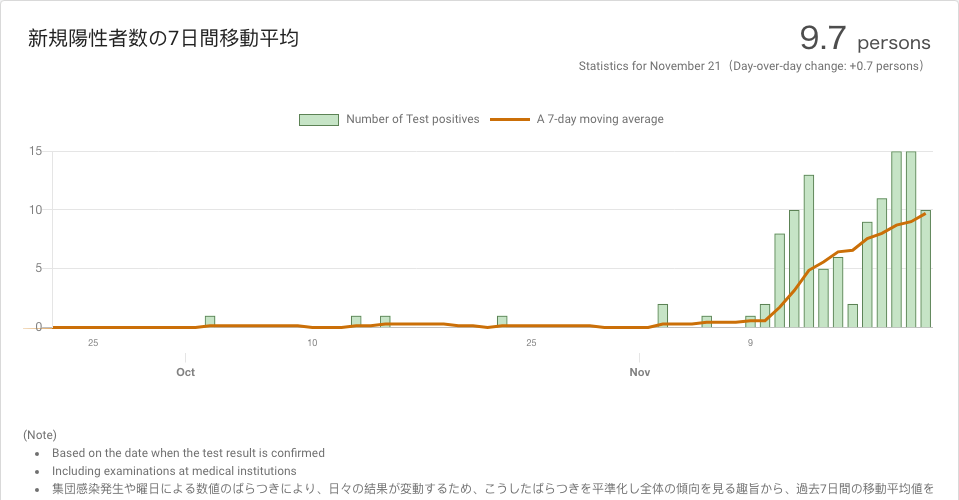 新規陽性者数の7日間移動平均
9.7 persons
Statistics for November 21（Day-over-day change: +0.7 persons）
Number of Test positives
A 7-day moving average
15
10
5
0
25
10
25
9
Oct
Nov
(Note)
• Based on the date when the test result is confirmed
• Including examinations at medical institutions
• 集団感染発生や曜日による数値のばらつきにより、日々の結果が変動するため、こうしたばらつきを平準化し全体の傾向を見る趣旨から、過去7日間の移動平均値を